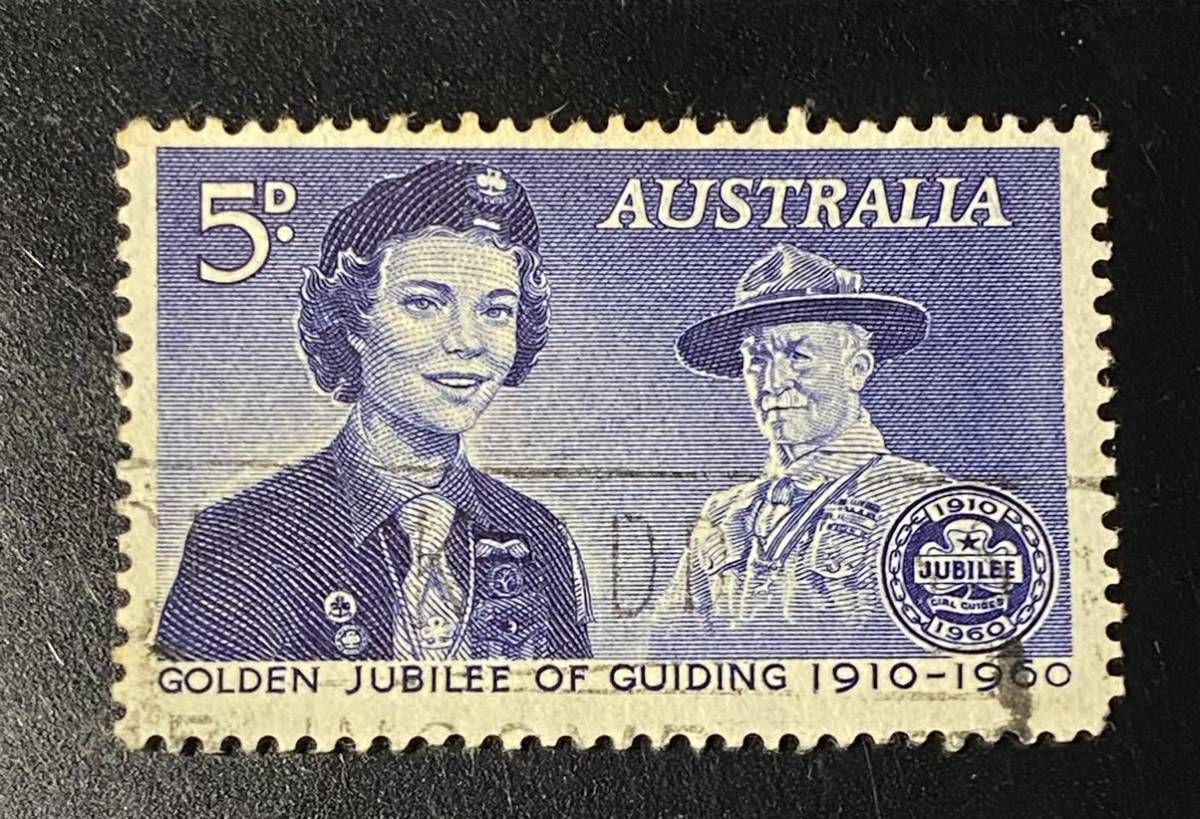 5D.
AUSTRALIA
1910
JUBILEE
GIRL GUIDES
1960
GOLDEN JUBILEE OF GUIDING 1910-1960